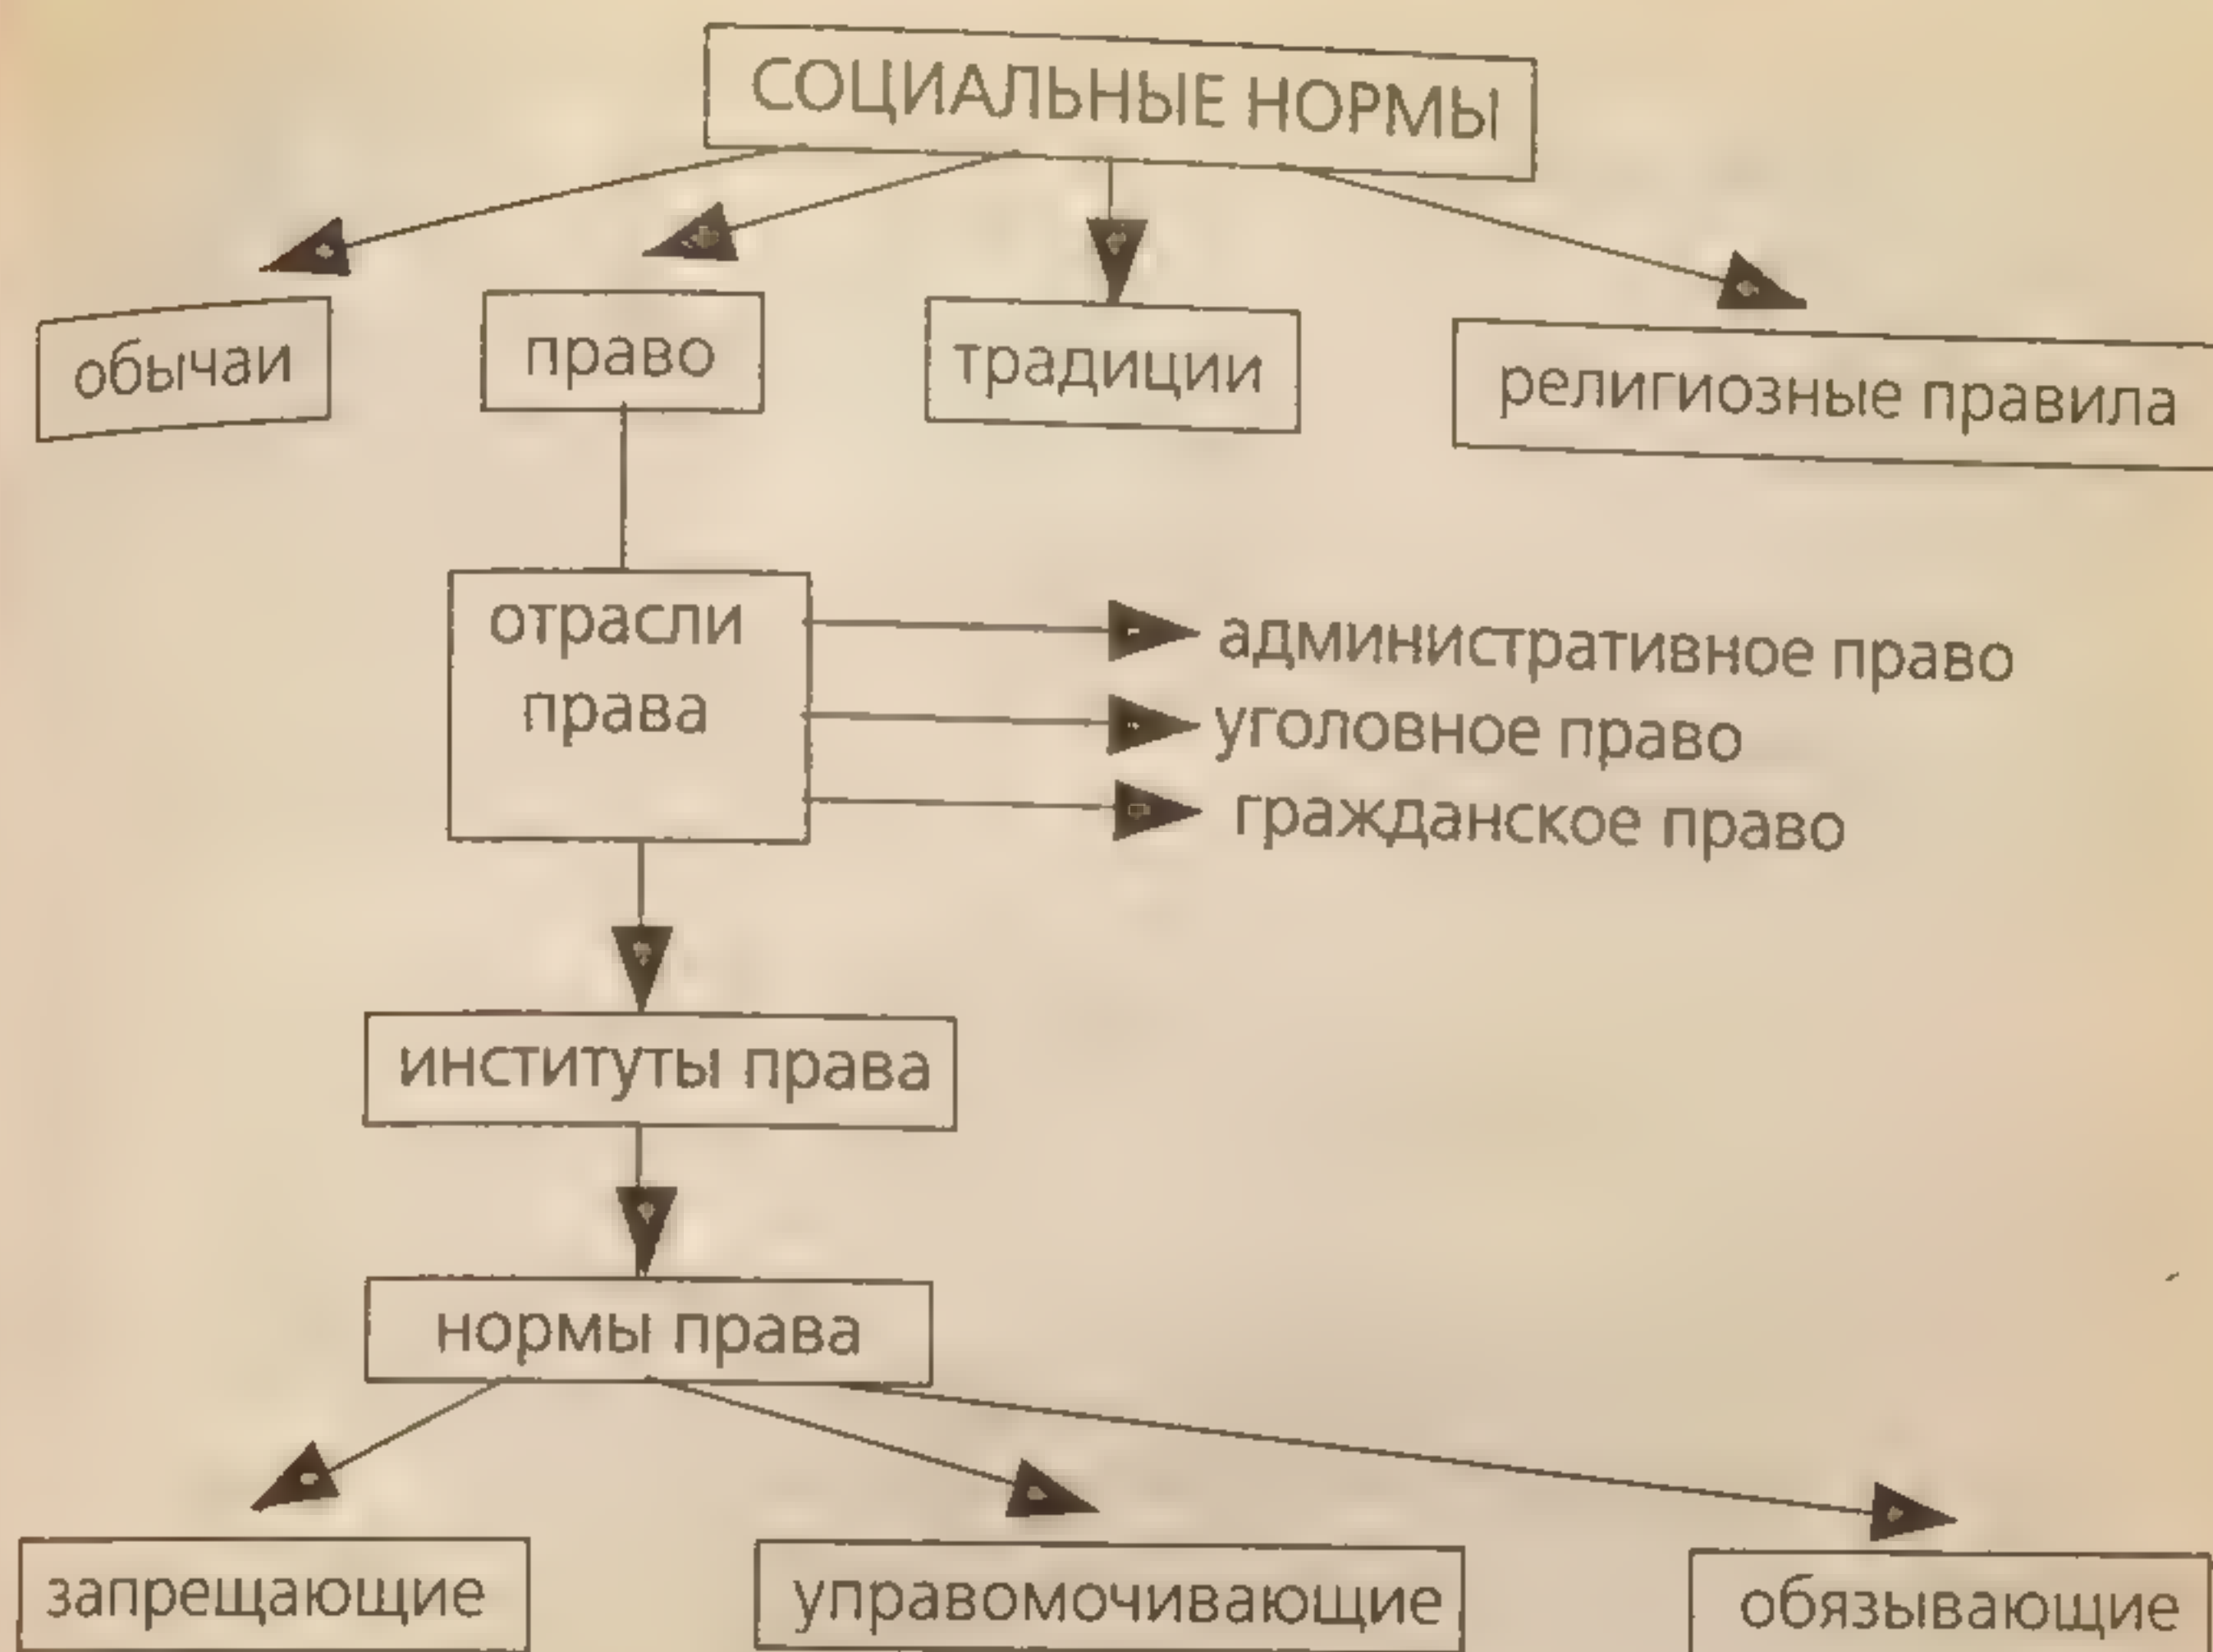 СОЦИАЛЬНЫЕ НОРМЫ
обычаи
право
традиции
религиозные правила
отрасли
права
административное право
уголовное право
гражданское право
институты права
нормы права
запрещающие
управомочивающие
обязывающие